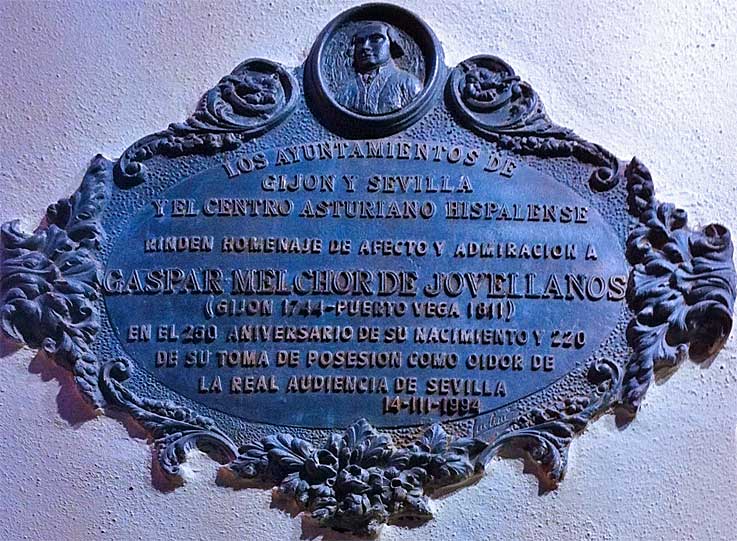 LOS AYUNTAMIENTOS DE
GIJON Y SEVILLA
Y EL CENTRO ASTURIANO HISPALENSE
RINDEN HOMENAJE DE AFECTO Y ADMIRACION A
GASPAR MELCHOR DE JOVELLANOS
(GIJON 1744-PUERTO VEGA 1811)
EN EL 250 ANIVERSARIO DE SU NACIMIENTO Y 220
DE SU TOMA DE POSESION COMO OIDOR DE
LA REAL AUDIENCIA DE SEVILLA
14-III-1994